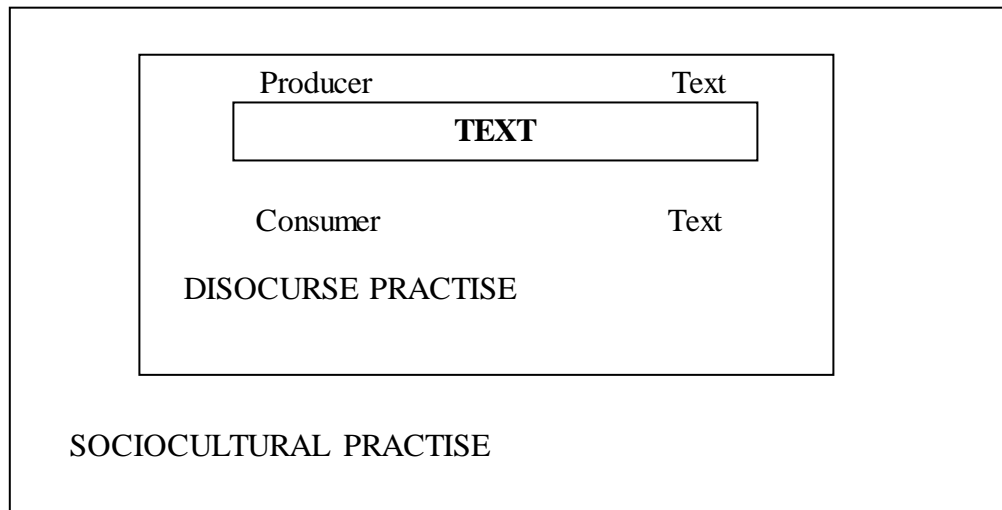 Producer Text
TEXT
Consumer Text
DISOCURSE PRACTISE
SOCIOCULTURAL PRACTISE